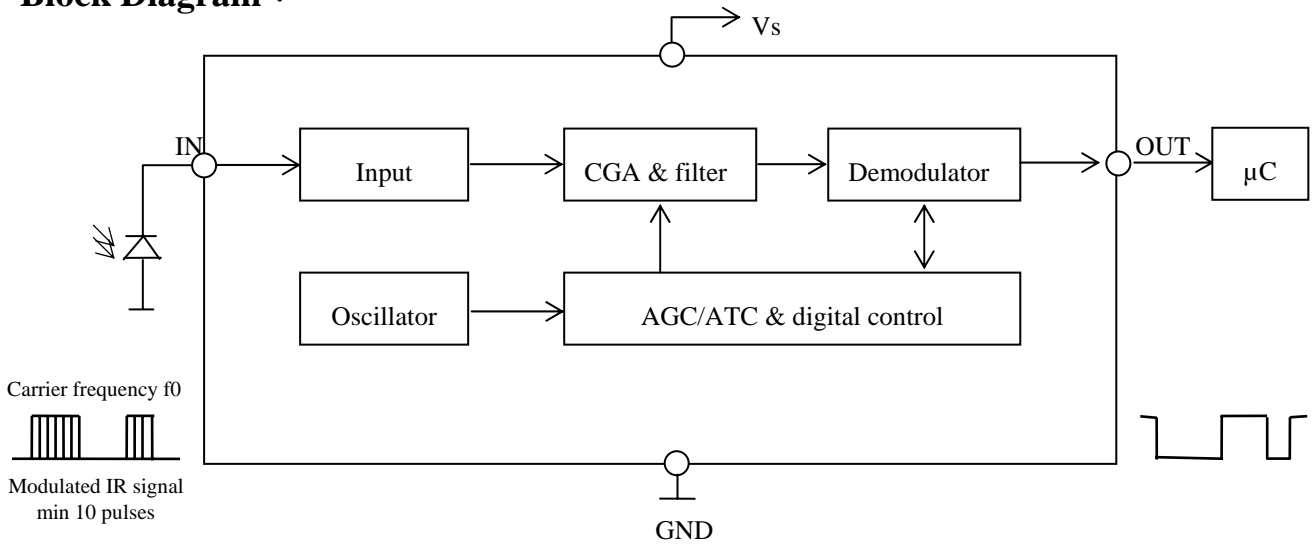 Block Diagram :
Vs
IN
Input
CGA & filter
Demodulator
OUT
µC
Oscillator
AGC/ATC & digital control
Carrier frequency f0
Modulated IR signal
min 10 pulses
GND